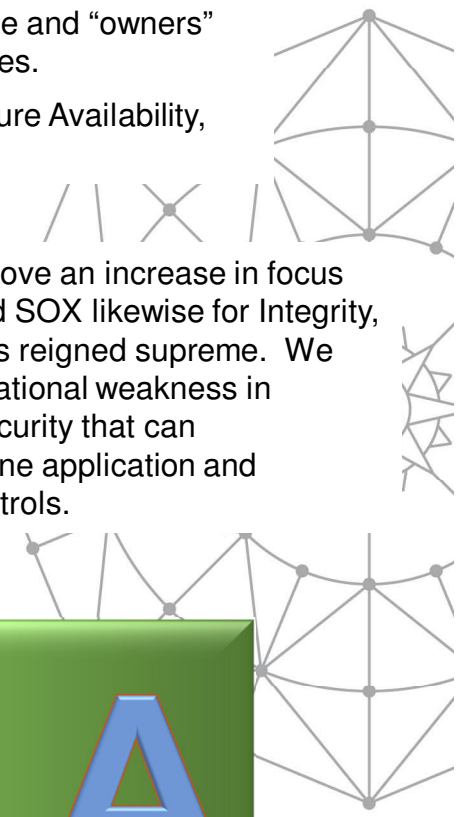 e and “owners”
es.
ure Availability,
ove an increase in focus
d SOX likewise for Integrity,
s reigned supreme.  We
ational weakness in
curity that can
ne application and
trols.
A